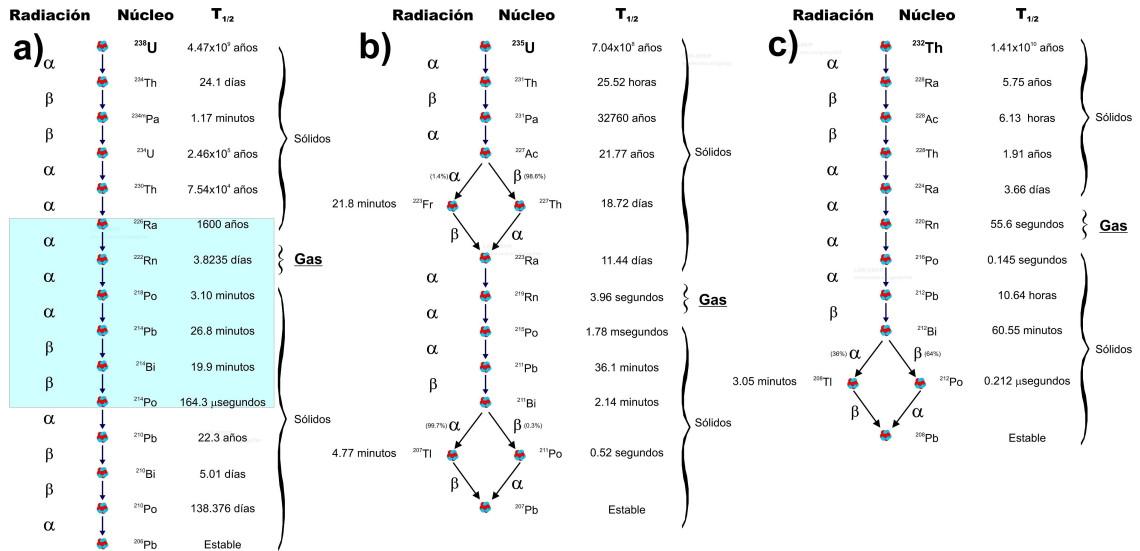 Radiación Núcleo T1/2
a)
²³⁸U 4.47x10⁹ años
α
²³⁴Th 24.1 días
β
²³⁴ᵐPa 1.17 minutos
β
²³⁴U 2.46x10⁵ años
α
²³⁰Th 7.54x10⁴ años
α
²²⁶Ra 1600 años
Sólidos
α
²²²Rn 3.8235 días
Gas
α
²¹⁸Po 3.10 minutos
α
²¹⁴Pb 26.8 minutos
β
²¹⁴Bi 19.9 minutos
β
²¹⁴Po 164.3 μsegundos
α
²¹⁰Pb 22.3 años
β
²¹⁰Bi 5.01 días
β
²¹⁰Po 138.376 días
α
²⁰⁶Pb Estable
Sólidos
Radiación Núcleo T1/2
b)
²³⁵U 7.04x10⁸ años
α
²³¹Th 25.52 horas
β
²³¹Pa 32760 años
α
²²⁷Ac 21.77 años
(1.4%) α β (98.6%)
21.8 minutos ²²³Fr ²²⁷Th 18.72 días
β α
²²³Ra 11.44 días
Sólidos
α
²¹⁹Rn 3.96 segundos
Gas
α
²¹⁵Po 1.78 msegundos
α
²¹¹Pb 36.1 minutos
β
²¹¹Bi 2.14 minutos
(99.7%) α β (0.3%)
4.77 minutos ²⁰⁷Tl ²¹¹Po 0.52 segundos
β α
²⁰⁷Pb Estable
Sólidos
Radiación Núcleo T1/2
c)
²³²Th 1.41x10¹⁰ años
α
²²⁸Ra 5.75 años
β
²²⁸Ac 6.13 horas
β
²²⁸Th 1.91 años
α
²²⁴Ra 3.66 días
Sólidos
α
²²⁰Rn 55.6 segundos
Gas
α
²¹⁶Po 0.145 segundos
α
²¹²Pb 10.64 horas
β
²¹²Bi 60.55 minutos
(36%) α β (64%)
3.05 minutos ²⁰⁸Tl ²¹²Po 0.212 μsegundos
β α
²⁰⁸Pb Estable
Sólidos